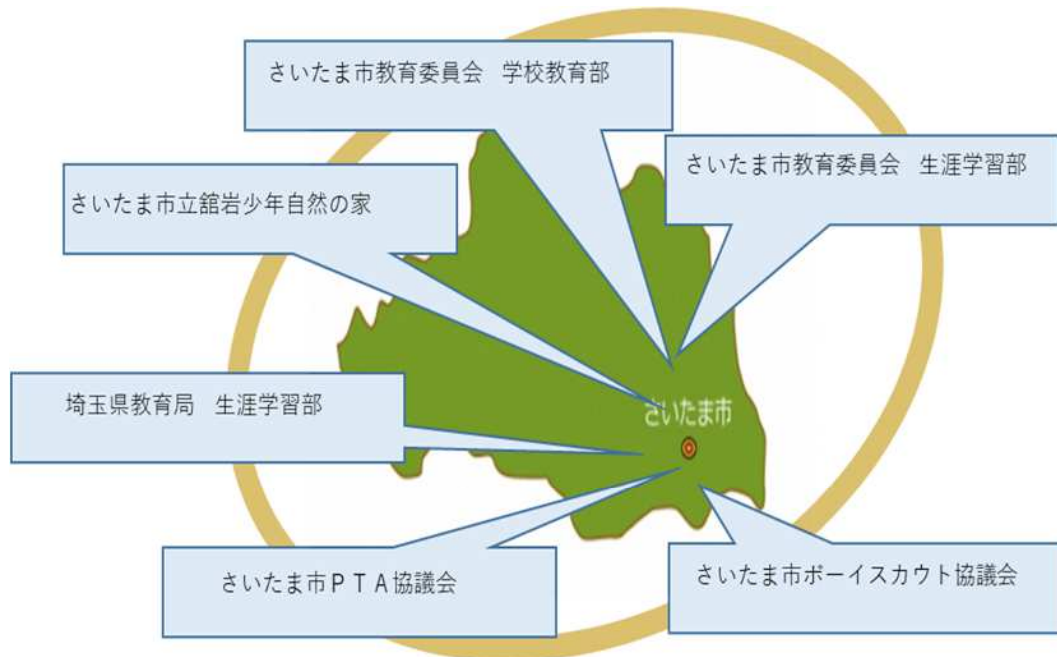 さいたま市教育委員会　学校教育部
さいたま市教育委員会　生涯学習部
さいたま市立舘岩少年自然の家
埼玉県教育局　生涯学習部
さいたま市
さいたま市ＰＴＡ協議会
さいたま市ボーイスカウト協議会